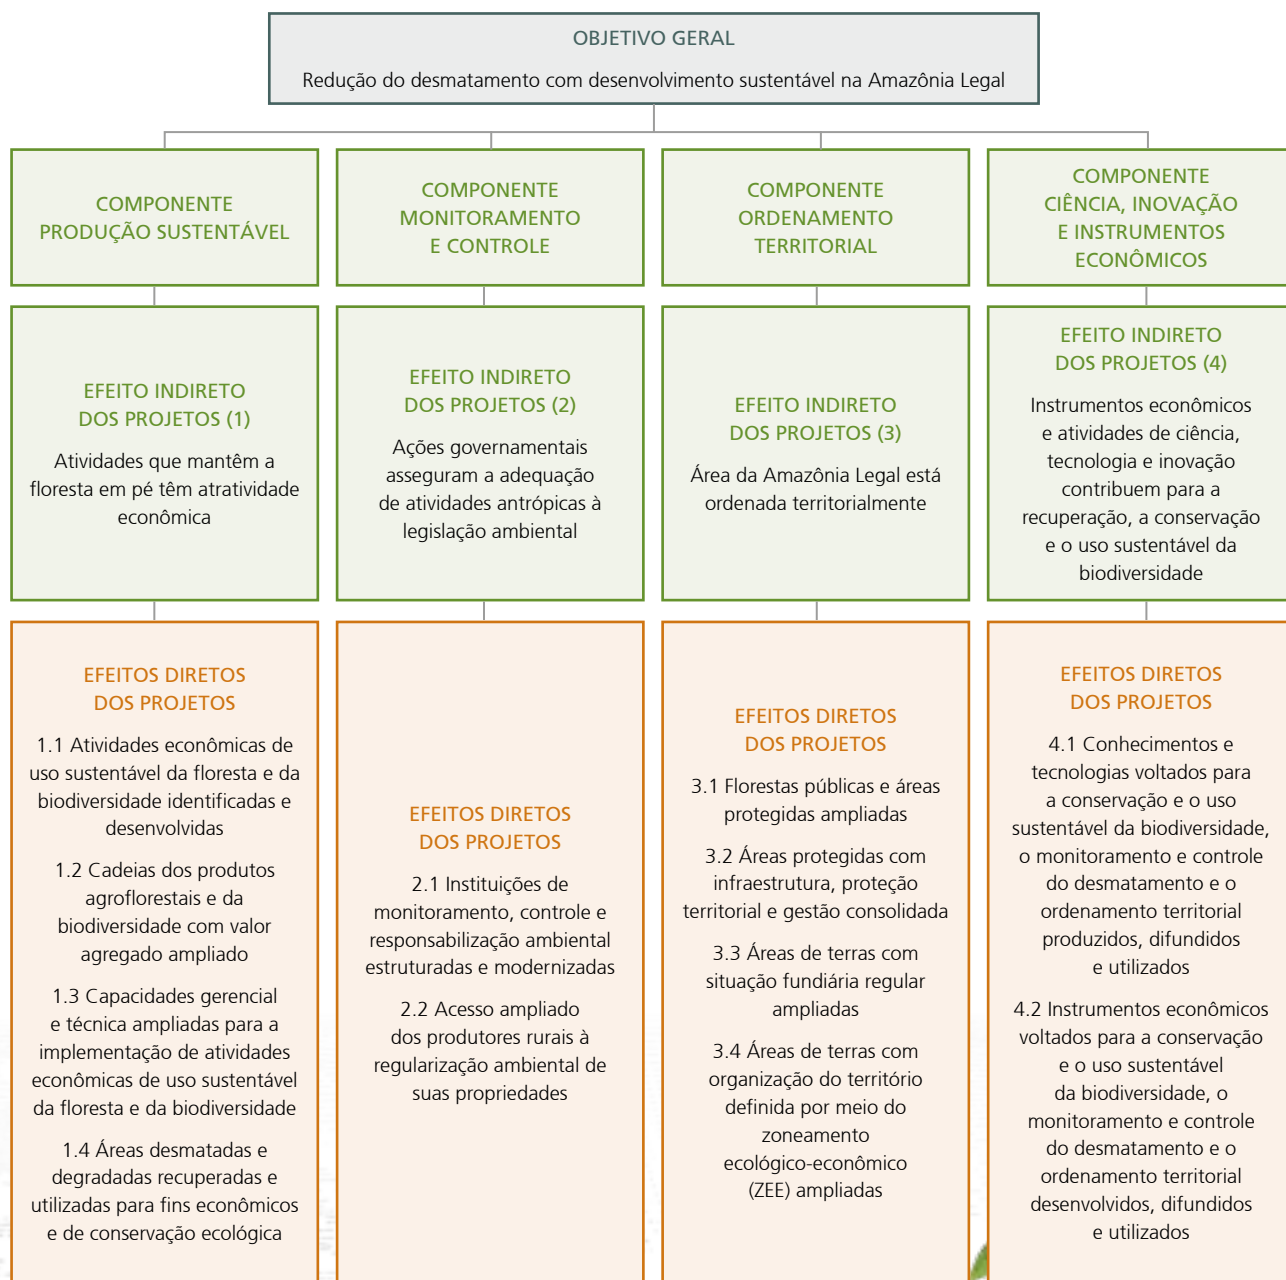 OBJETIVO GERAL
Redução do desmatamento com desenvolvimento sustentável na Amazônia Legal
COMPONENTE
PRODUÇÃO SUSTENTÁVEL
COMPONENTE
MONITORAMENTO
E CONTROLE
COMPONENTE
ORDENAMENTO
TERRITORIAL
COMPONENTE
CIÊNCIA, INOVAÇÃO
E INSTRUMENTOS
ECONÔMICOS
EFEITO INDIRETO
DOS PROJETOS (1)
Atividades que mantêm a
floresta em pé têm atratividade
econômica
EFEITO INDIRETO
DOS PROJETOS (2)
Ações governamentais
asseguram a adequação
de atividades antrópicas à
legislação ambiental
EFEITO INDIRETO
DOS PROJETOS (3)
Área da Amazônia Legal está
ordenada territorialmente
EFEITO INDIRETO
DOS PROJETOS (4)
Instrumentos econômicos
e atividades de ciência,
tecnologia e inovação
contribuem para a
recuperação, a conservação
e o uso sustentável da
biodiversidade
EFEITOS DIRETOS
DOS PROJETOS
1.1 Atividades econômicas de
uso sustentável da floresta e da
biodiversidade identificadas e
desenvolvidas
1.2 Cadeias dos produtos
agroflorestais e da
biodiversidade com valor
agregado ampliado
1.3 Capacidades gerencial
e técnica ampliadas para a
implementação de atividades
econômicas de uso sustentável
da floresta e da biodiversidade
1.4 Áreas desmatadas e
degradadas recuperadas e
utilizadas para fins econômicos
e de conservação ecológica
EFEITOS DIRETOS
DOS PROJETOS
2.1 Instituições de
monitoramento, controle e
responsabilização ambiental
estruturadas e modernizadas
2.2 Acesso ampliado
dos produtores rurais à
regularização ambiental de
suas propriedades
EFEITOS DIRETOS
DOS PROJETOS
3.1 Florestas públicas e áreas
protegidas ampliadas
3.2 Áreas protegidas com
infraestrutura, proteção
territorial e gestão consolidada
3.3 Áreas de terras com
situação fundiária regular
ampliadas
3.4 Áreas de terras com
organização do território
definida por meio do
zoneamento
ecológico-econômico
(ZEE) ampliadas
EFEITOS DIRETOS
DOS PROJETOS
4.1 Conhecimentos e
tecnologias voltados para
a conservação e o uso
sustentável da biodiversidade,
o monitoramento e controle
do desmatamento e o
ordenamento territorial
produzidos, difundidos
e utilizados
4.2 Instrumentos econômicos
voltados para a conservação
e o uso sustentável
da biodiversidade, o
monitoramento e controle
do desmatamento e o
ordenamento territorial
desenvolvidos, difundidos
e utilizados